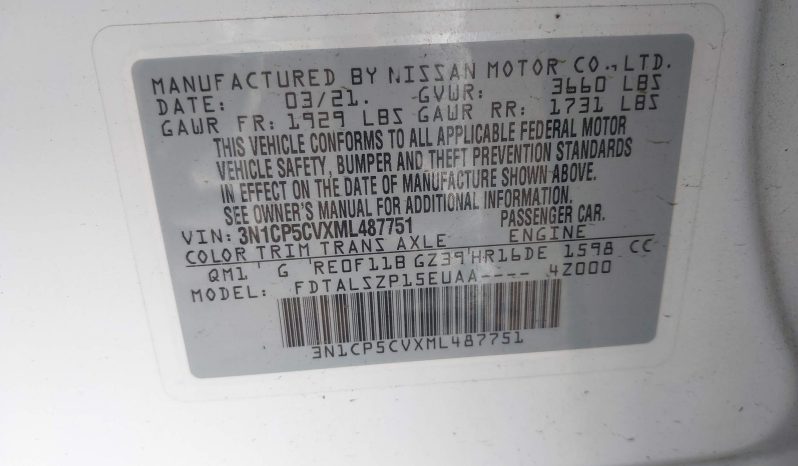 MANUFACTURED BY NISSAN MOTOR CO., LTD.
DATE: 03/21. GVWR: 3660 LBS
GAWR FR: 1929 LBS GAWR RR: 1731 LBS
THIS VEHICLE CONFORMS TO ALL APPLICABLE FEDERAL MOTOR
VEHICLE SAFETY, BUMPER AND THEFT PREVENTION STANDARDS
IN EFFECT ON THE DATE OF MANUFACTURE SHOWN ABOVE.
SEE OWNER'S MANUAL FOR ADDITIONAL INFORMATION.
VIN: 3N1CP5CVXML487751 PASSENGER CAR.
COLOR TRIM TRANS AXLE ENGINE
QM1 G RE0F11B GZ39 HR16DE 1598 CC
MODEL: FDTALSZP15EUAA---- 4Z000
3N1CP5CVXML487751